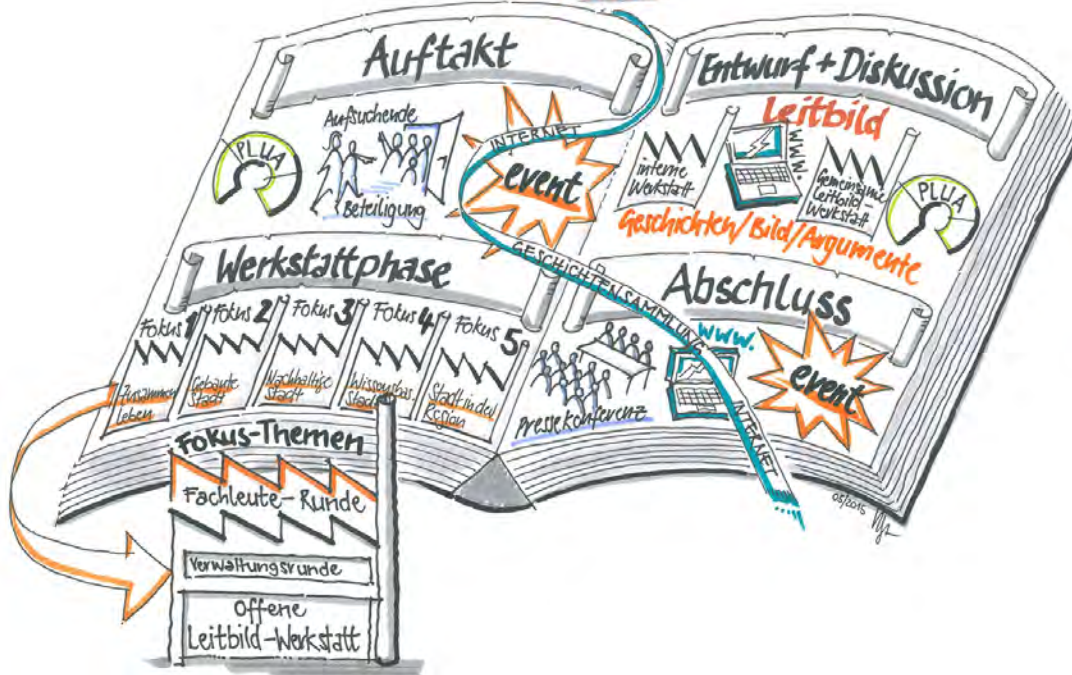 Auftakt
PLUA
Aufsuchende
Beteiligung
event
INTERNET
GESCHICHTENSAMMLUNG
INTERNET
Werkstattphase
Fokus 1
Zusammen
Leben
Fokus 2
Gebaute
Stadt
Fokus 3
Nachhaltige
Stadt
Fokus 4
Wissensbas.
Stadt
Fokus 5
Stadt in der
Region
Fokus-Themen
Fachleute-Runde
Verwaltungsrunde
Offene
Leitbild-Werkstatt
Entwurf + Diskussion
Leitbild
interne
Werkstatt
www.
Gemeinsame
Leitbild-
Werkstatt
PLUA
Geschichten/Bild/Argumente
Abschluss
www.
Pressekonferenz
event
05/2015